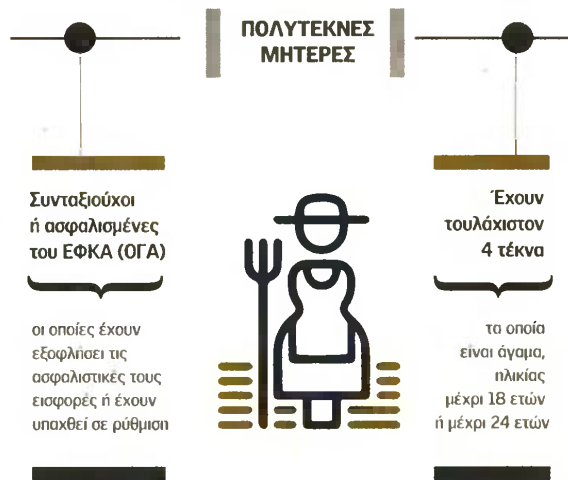 ΠΟΛΥΤΕΚΝΕΣ
ΜΗΤΕΡΕΣ
Συνταξιούχοι
ή ασφαλισμένες
του ΕΦΚΑ (ΟΓΑ)
οι οποίες έχουν
εξοφλήσει τις
ασφαλιστικές τους
εισφορές ή έχουν
υπαχθεί σε ρύθμιση
Έχουν
τουλάχιστον
4 τέκνα
τα οποία
είναι άγαμα,
ηλικίας
μέχρι 18 ετών
ή μέχρι 24 ετών